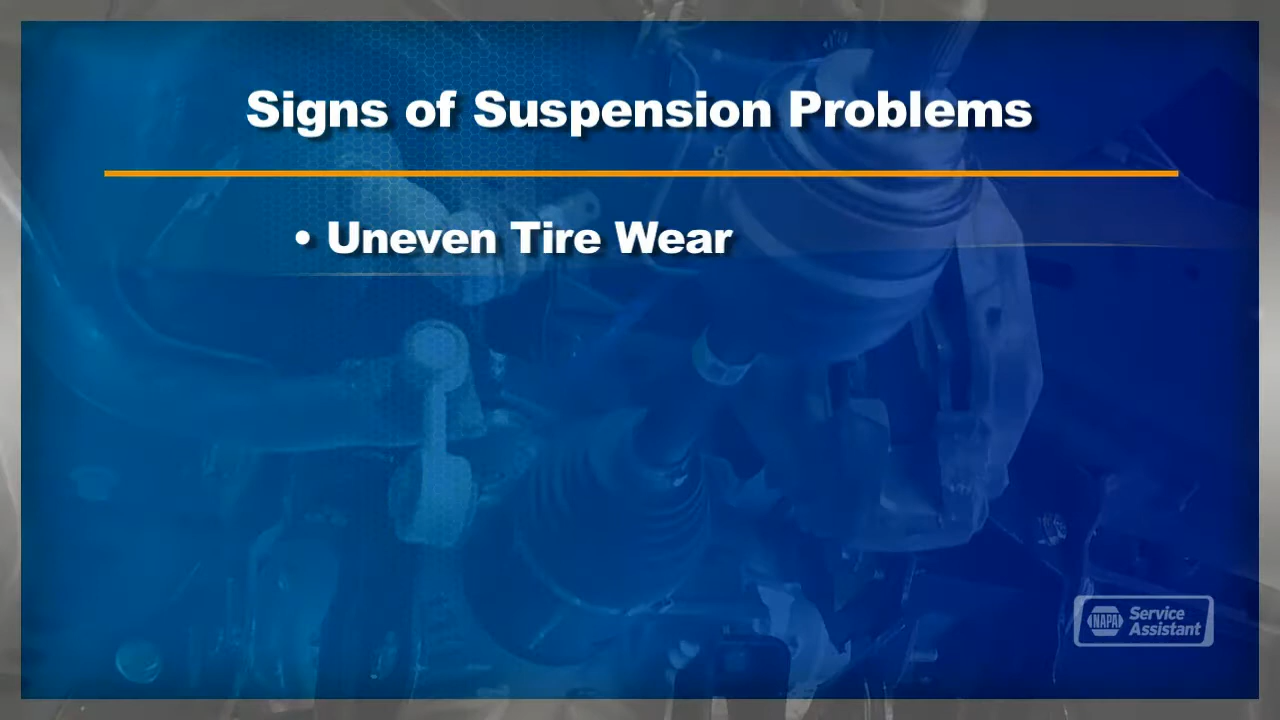 Signs of Suspension Problems
• Uneven Tire Wear
NAPA
Service
Assistant